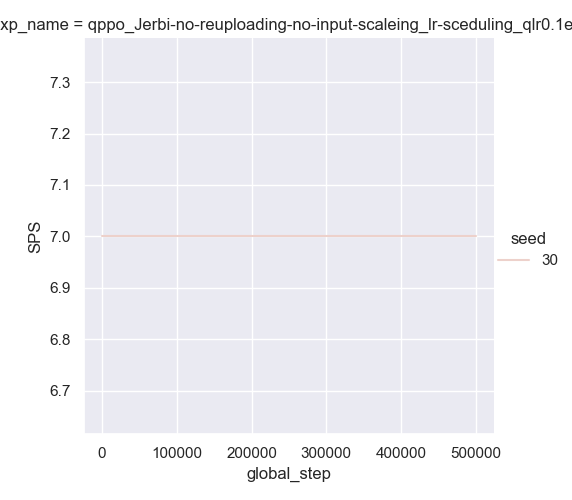 xp_name = qppo_Jerbi-no-reuploading-no-input-scaleing_lr-sceduling_qlr0.1e
7.3
7.2
7.1
7.0
6.9
6.8
6.7
SPS
seed
30
0 100000 200000 300000 400000 500000
global_step